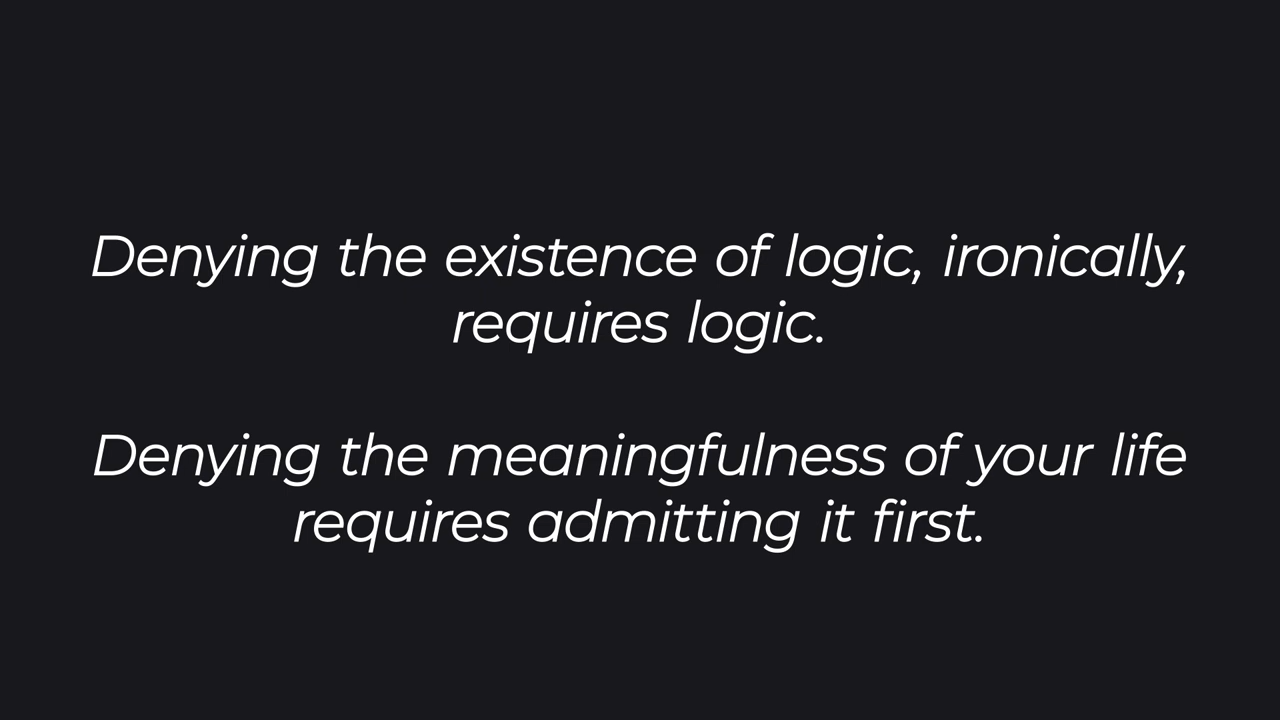 Denying the existence of logic, ironically,
requires logic.
Denying the meaningfulness of your life
requires admitting it first.